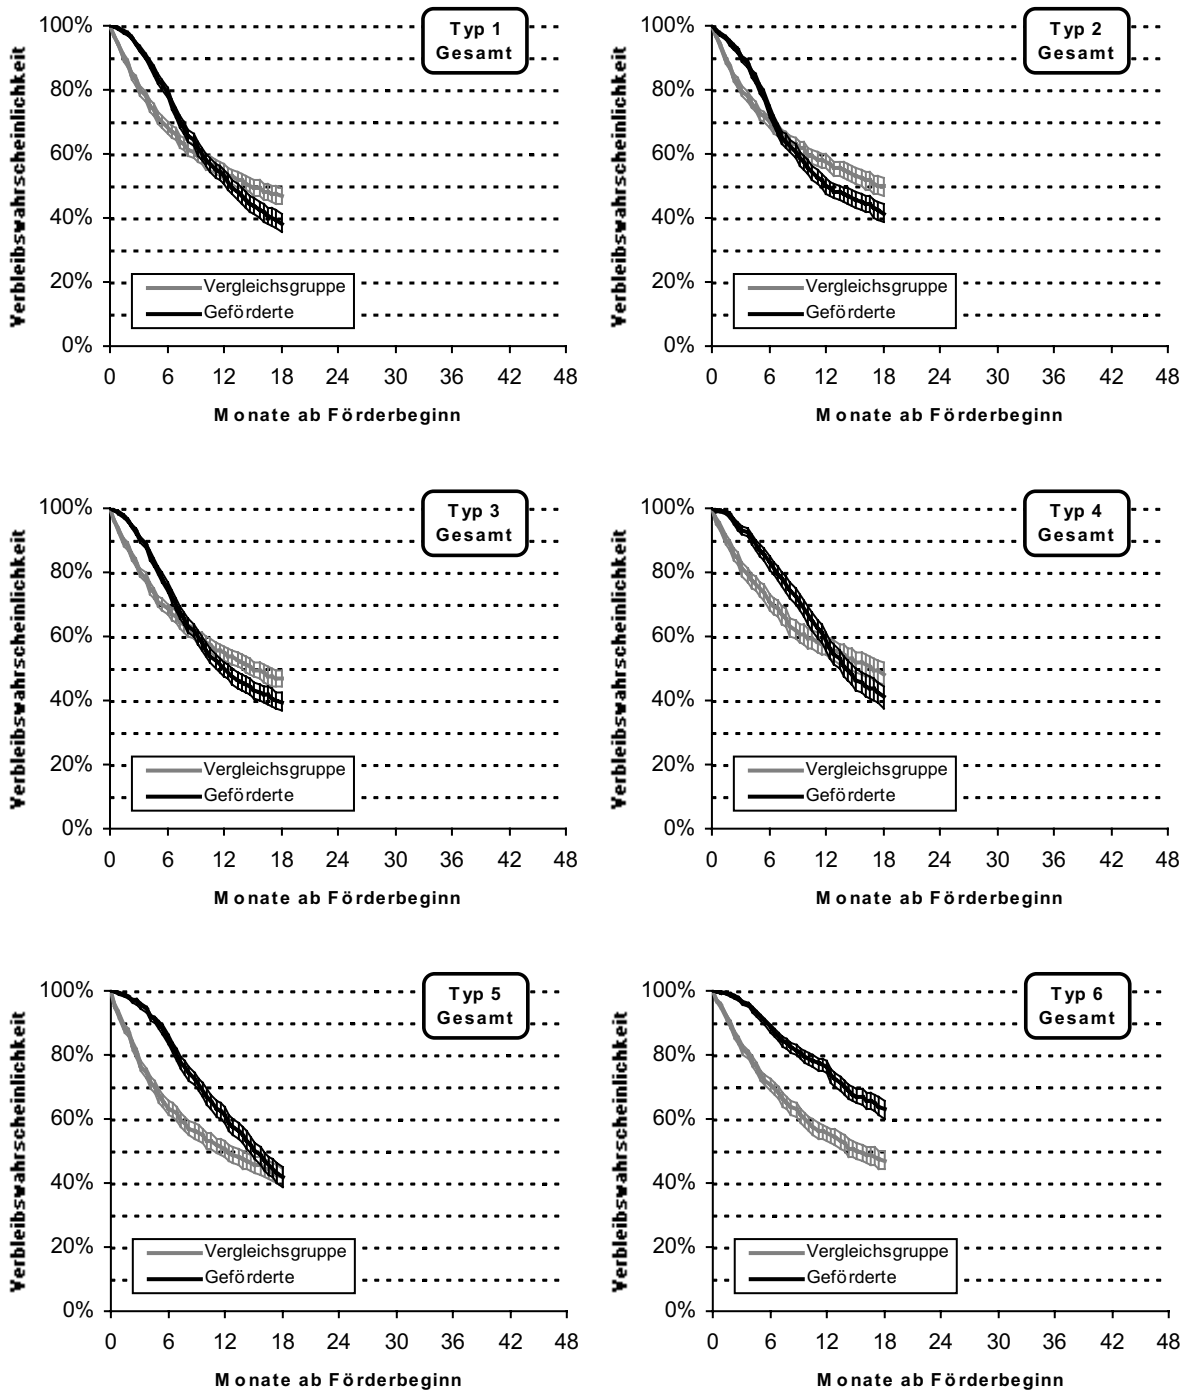 Typ 1
Gesamt
Verbleibswahrscheinlichkeit
100%
80%
60%
40%
20%
0%
Vergleichsgruppe
Geförderte
0 6 12 18 24 30 36 42 48
Monate ab Förderbeginn
Typ 2
Gesamt
Verbleibswahrscheinlichkeit
100%
80%
60%
40%
20%
0%
Vergleichsgruppe
Geförderte
0 6 12 18 24 30 36 42 48
Monate ab Förderbeginn
Typ 3
Gesamt
Verbleibswahrscheinlichkeit
100%
80%
60%
40%
20%
0%
Vergleichsgruppe
Geförderte
0 6 12 18 24 30 36 42 48
Monate ab Förderbeginn
Typ 4
Gesamt
Verbleibswahrscheinlichkeit
100%
80%
60%
40%
20%
0%
Vergleichsgruppe
Geförderte
0 6 12 18 24 30 36 42 48
Monate ab Förderbeginn
Typ 5
Gesamt
Verbleibswahrscheinlichkeit
100%
80%
60%
40%
20%
0%
Vergleichsgruppe
Geförderte
0 6 12 18 24 30 36 42 48
Monate ab Förderbeginn
Typ 6
Gesamt
Verbleibswahrscheinlichkeit
100%
80%
60%
40%
20%
0%
Vergleichsgruppe
Geförderte
0 6 12 18 24 30 36 42 48
Monate ab Förderbeginn